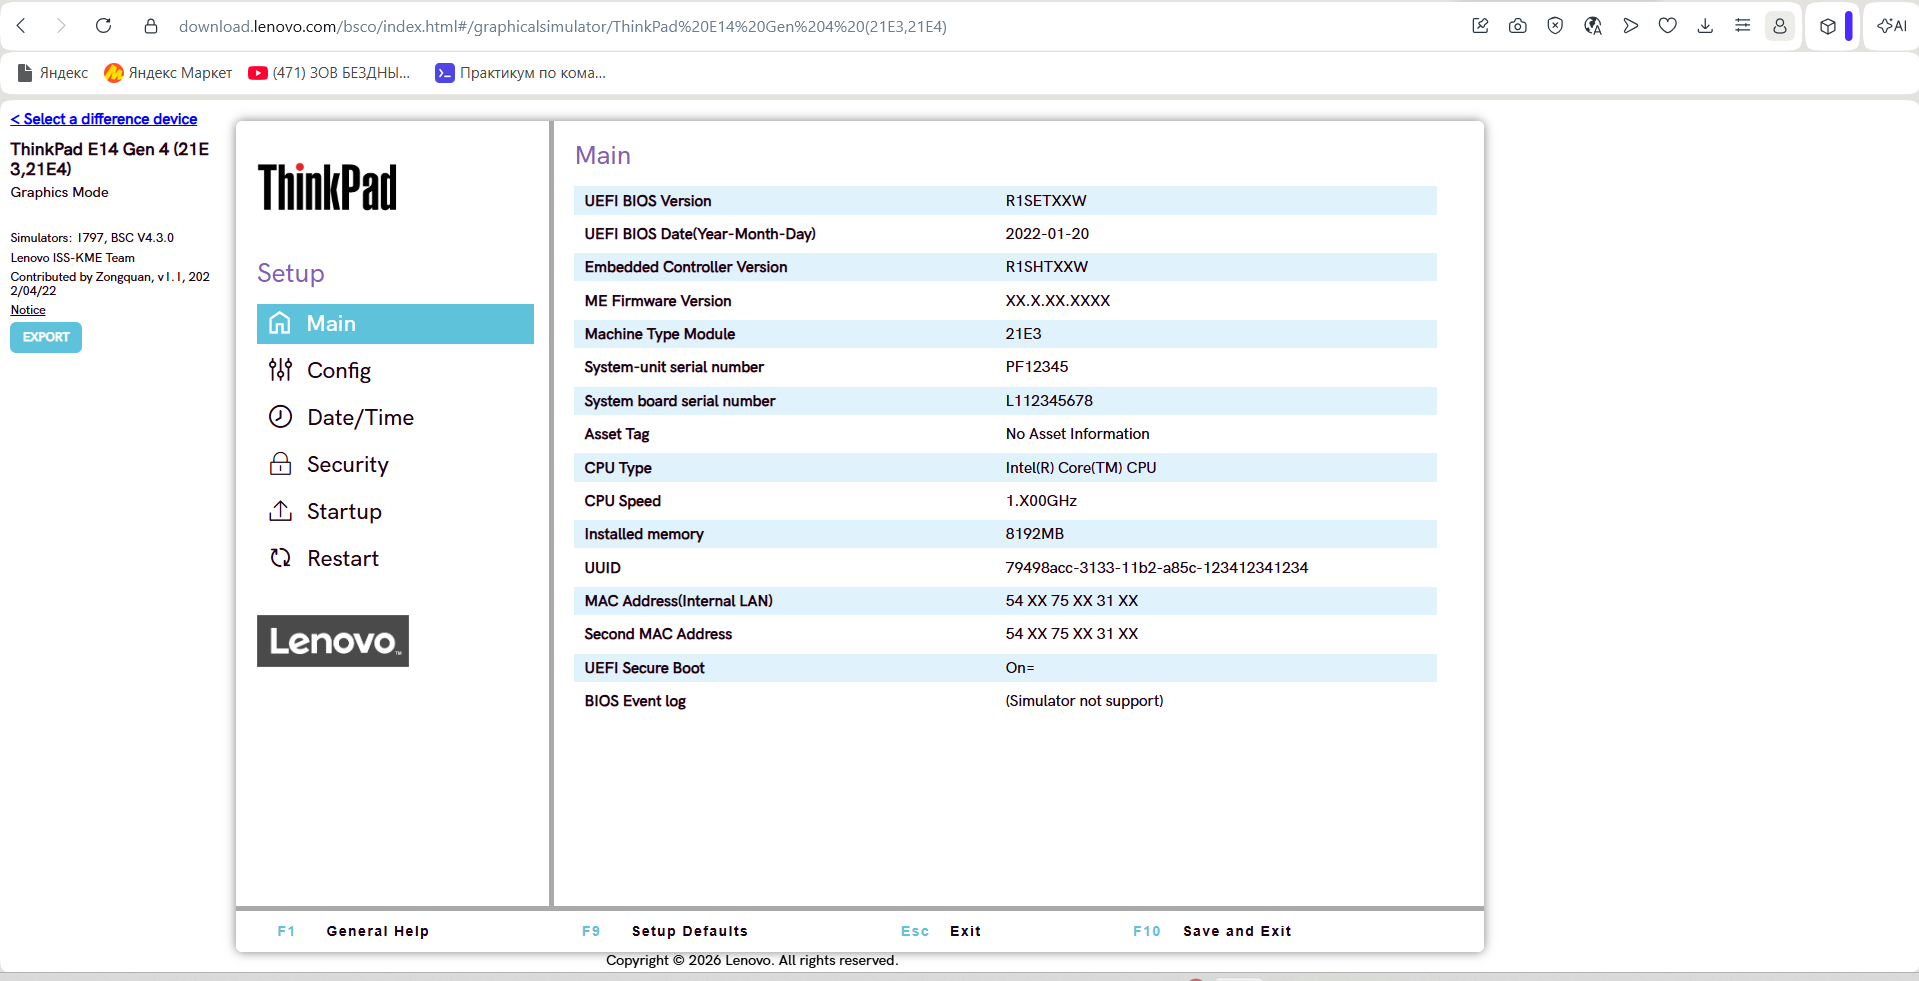 download.lenovo.com/bsco/index.html#/graphicalsimulator/ThinkPad%20E14%20Gen%204%20(21E3,21E4)
AI
Яндекс
Яндекс Маркет
(471) ЗОВ БЕЗДНЫ...
Практикум по кома...
< Select a difference device
ThinkPad E14 Gen 4 (21E
3,21E4)
Graphics Mode
Simulators: 1797, BSC V4.3.0
Lenovo ISS-KME Team
Contributed by Zongquan, v1.1, 202
2/04/22
Notice
EXPORT
ThinkPad
Setup
Main
Config
Date/Time
Security
Startup
Restart
Lenovo™
Main
UEFI BIOS Version R1SETXXW
UEFI BIOS Date(Year-Month-Day) 2022-01-20
Embedded Controller Version R1SHTXXW
ME Firmware Version XX.X.XX.XXXX
Machine Type Module 21E3
System-unit serial number PF12345
System board serial number L112345678
Asset Tag No Asset Information
CPU Type Intel(R) Core(TM) CPU
CPU Speed 1.X00GHz
Installed memory 8192MB
UUID 79498acc-3133-11b2-a85c-123412341234
MAC Address(Internal LAN) 54 XX 75 XX 31 XX
Second MAC Address 54 XX 75 XX 31 XX
UEFI Secure Boot On=
BIOS Event log (Simulator not support)
F1 General Help F9 Setup Defaults Esc Exit F10 Save and Exit
Copyright © 2026 Lenovo. All rights reserved.